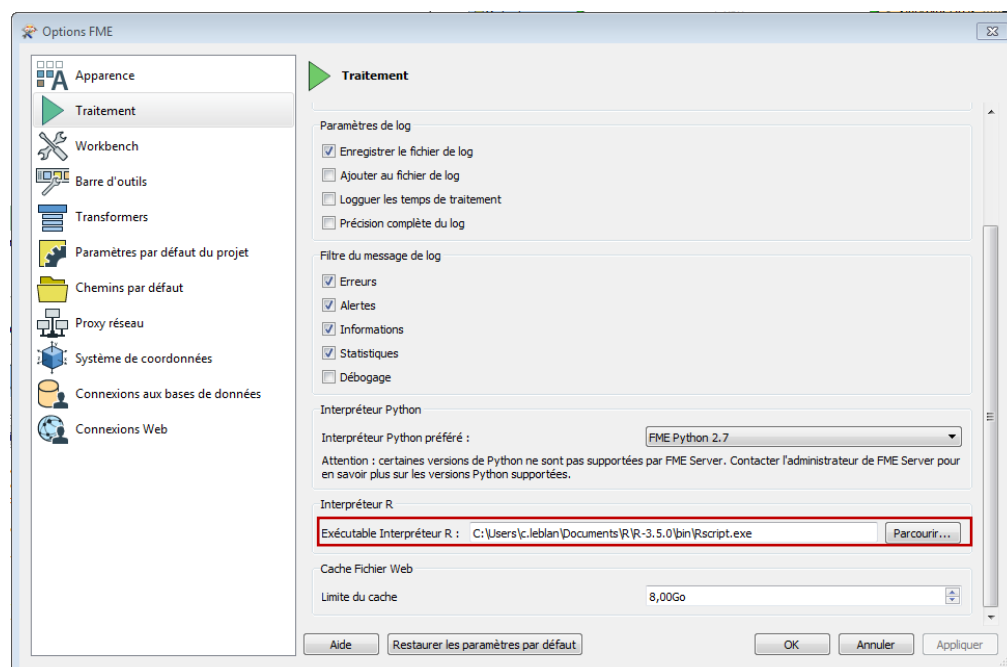 Options FME
Apparence
Traitement
Workbench
Barre d'outils
Transformers
Paramètres par défaut du projet
Chemins par défaut
Proxy réseau
Système de coordonnées
Connexions aux bases de données
Connexions Web
Traitement
Paramètres de log
Enregistrer le fichier de log
Ajouter au fichier de log
Logguer les temps de traitement
Précision complète du log
Filtre du message de log
Erreurs
Alertes
Informations
Statistiques
Débogage
Interpréteur Python
Interpréteur Python préféré : FME Python 2.7
Attention : certaines versions de Python ne sont pas supportées par FME Server. Contacter l'administrateur de FME Server pour
en savoir plus sur les versions Python supportées.
Interpréteur R
Exécutable Interpréteur R : C:\Users\c.leblan\Documents\R\R-3.5.0\bin\Rscript.exe Parcourir...
Cache Fichier Web
Limite du cache 8,00Go
Aide Restaurer les paramètres par défaut OK Annuler Appliquer